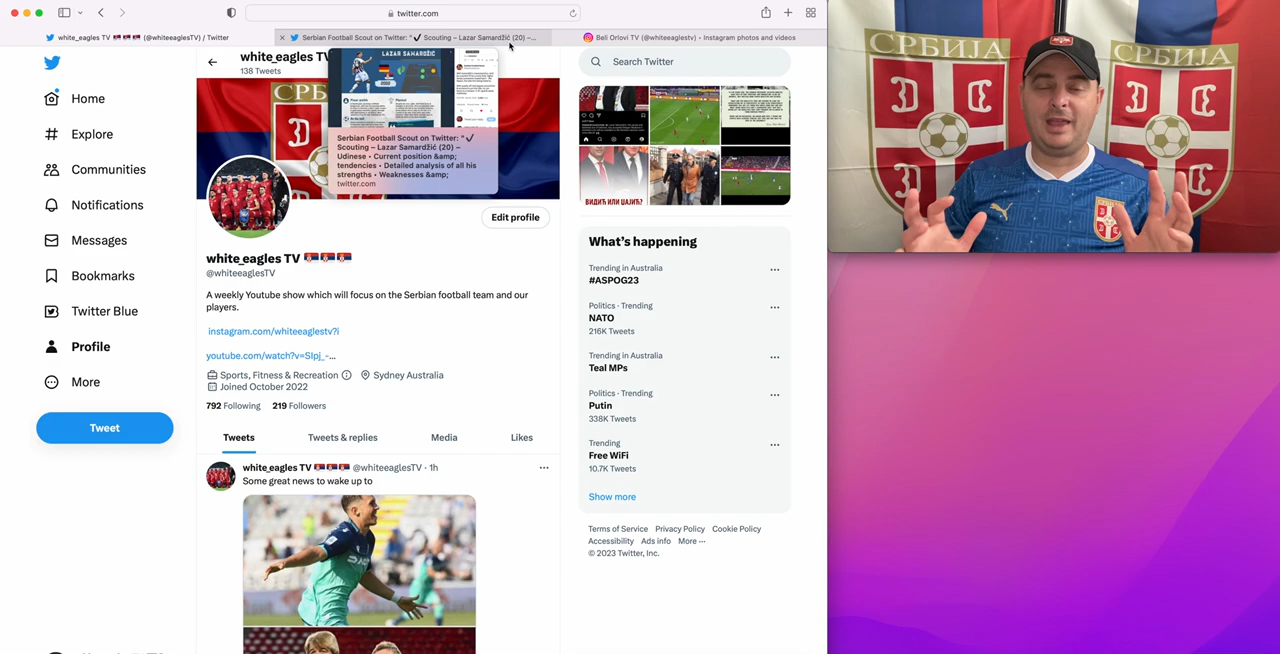 twitter.com
white_eagles TV 🇷🇸 🇷🇸 🇷🇸 (@whiteeaglesTV) / Twitter
Serbian Football Scout on Twitter: "✔ Scouting – Lazar Samardžić (20) –...
Beli Orlovi TV (@whiteeaglestv) • Instagram photos and videos
white_eagles TV
138 Tweets
LAZAR SAMARDŽIĆ
Serbian Football Scout on Twitter: "✔
Scouting – Lazar Samardžić (20) –
Udinese • Current position &amp;
tendencies • Detailed analysis of all his
strengths • Weaknesses &amp;
twitter.com
Home
Explore
Communities
Notifications
Messages
Bookmarks
Twitter Blue
Profile
More
Tweet
Edit profile
white_eagles TV 🇷🇸 🇷🇸 🇷🇸
@whiteeaglesTV
A weekly Youtube show which will focus on the Serbian football team and our
players.
instagram.com/whiteeaglestv?i
youtube.com/watch?v=SIpj_-…
Sports, Fitness & Recreation
Sydney Australia
Joined October 2022
792 Following
219 Followers
Tweets
Tweets & replies
Media
Likes
white_eagles TV 🇷🇸 🇷🇸 🇷🇸 @whiteeaglesTV · 1h
Some great news to wake up to
Search Twitter
ВИДИЋ ИЛИ ЏАЈИЋ?
What's happening
Trending in Australia
#ASPOG23
Politics · Trending
NATO
216K Tweets
Trending in Australia
Teal MPs
Politics · Trending
Putin
338K Tweets
Trending
Free WiFi
10.7K Tweets
Show more
Terms of Service Privacy Policy Cookie Policy
Accessibility Ads info More ···
© 2023 Twitter, Inc.
СРБИЈА
СРБИЈА